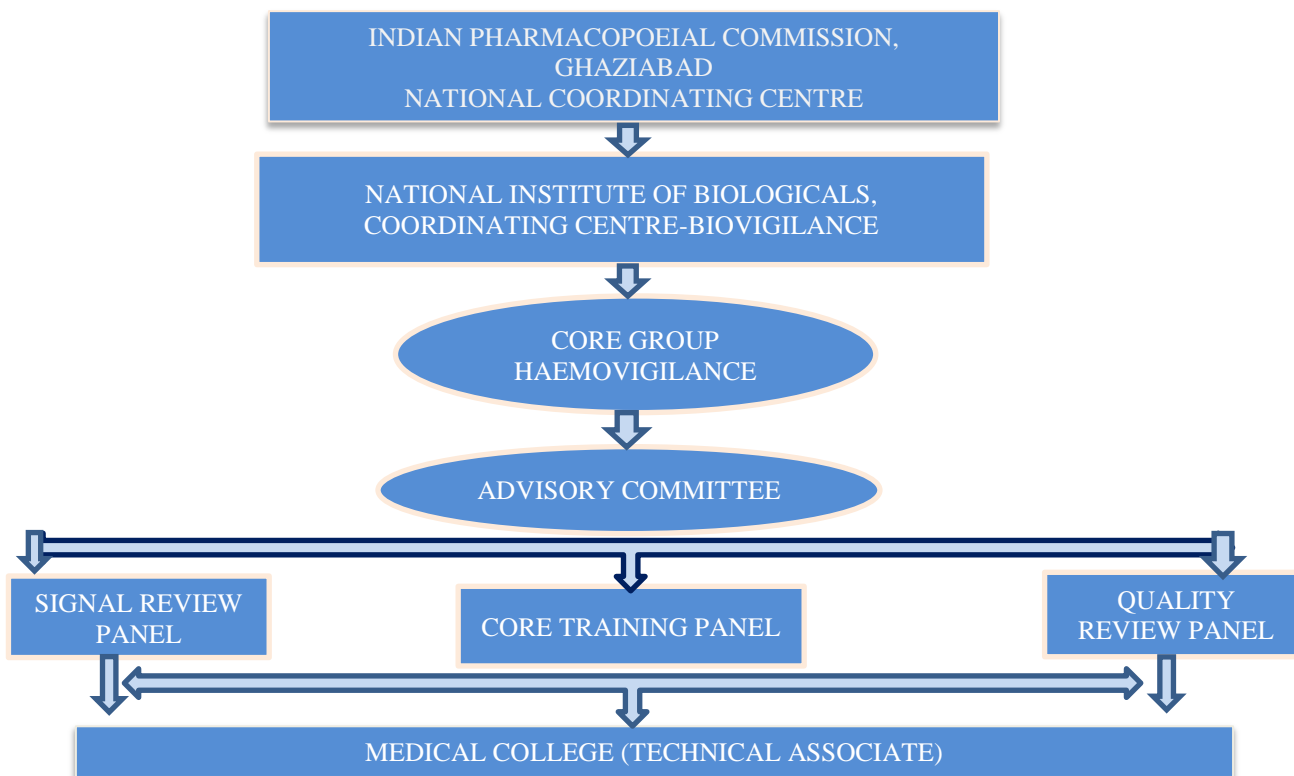 INDIAN PHARMACOPOEIAL COMMISSION,
GHAZIABAD
NATIONAL COORDINATING CENTRE
NATIONAL INSTITUTE OF BIOLOGICALS,
COORDINATING CENTRE-BIOVIGILANCE
CORE GROUP
HAEMOVIGILANCE
ADVISORY COMMITTEE
SIGNAL REVIEW
PANEL
CORE TRAINING PANEL
QUALITY
REVIEW PANEL
MEDICAL COLLEGE (TECHNICAL ASSOCIATE)